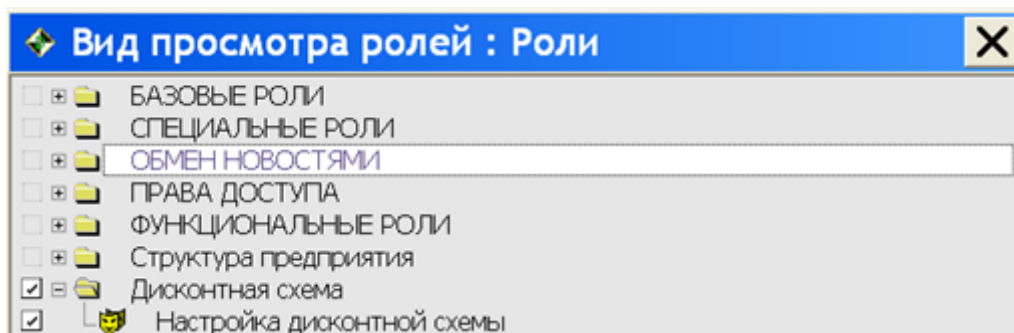 Вид просмотра ролей : Роли
БАЗОВЫЕ РОЛИ
СПЕЦИАЛЬНЫЕ РОЛИ
ОБМЕН НОВОСТЯМИ
ПРАВА ДОСТУПА
ФУНКЦИОНАЛЬНЫЕ РОЛИ
Структура предприятия
Дисконтная схема
Настройка дисконтной схемы